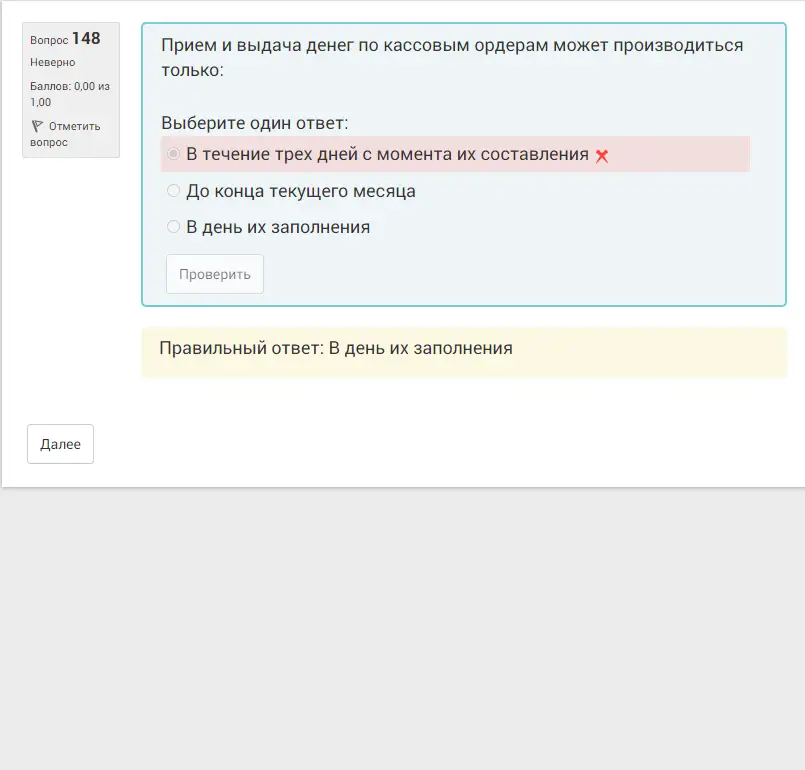 Вопрос 148
Неверно
Баллов: 0,00 из
1,00
Отметить
вопрос
Прием и выдача денег по кассовым ордерам может производиться
только:
Выберите один ответ:
В течение трех дней с момента их составления
До конца текущего месяца
В день их заполнения
Проверить
Правильный ответ: В день их заполнения
Далее